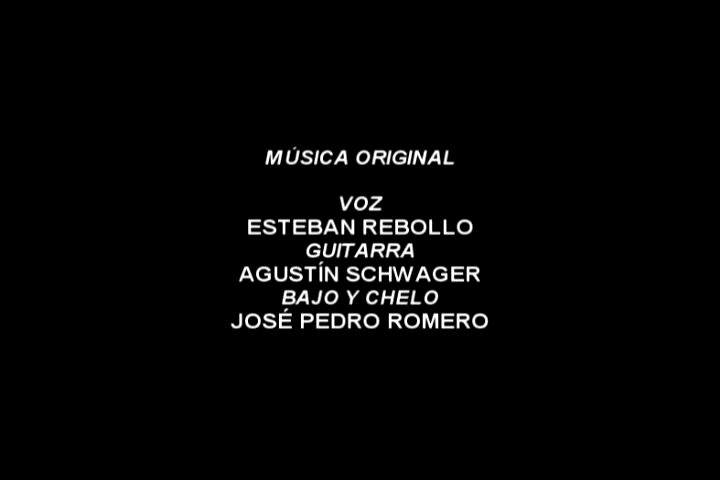 MÚSICA ORIGINAL
VOZ
ESTEBAN REBOLLO
GUITARRA
AGUSTÍN SCHWAGER
BAJO Y CHELO
JOSÉ PEDRO ROMERO